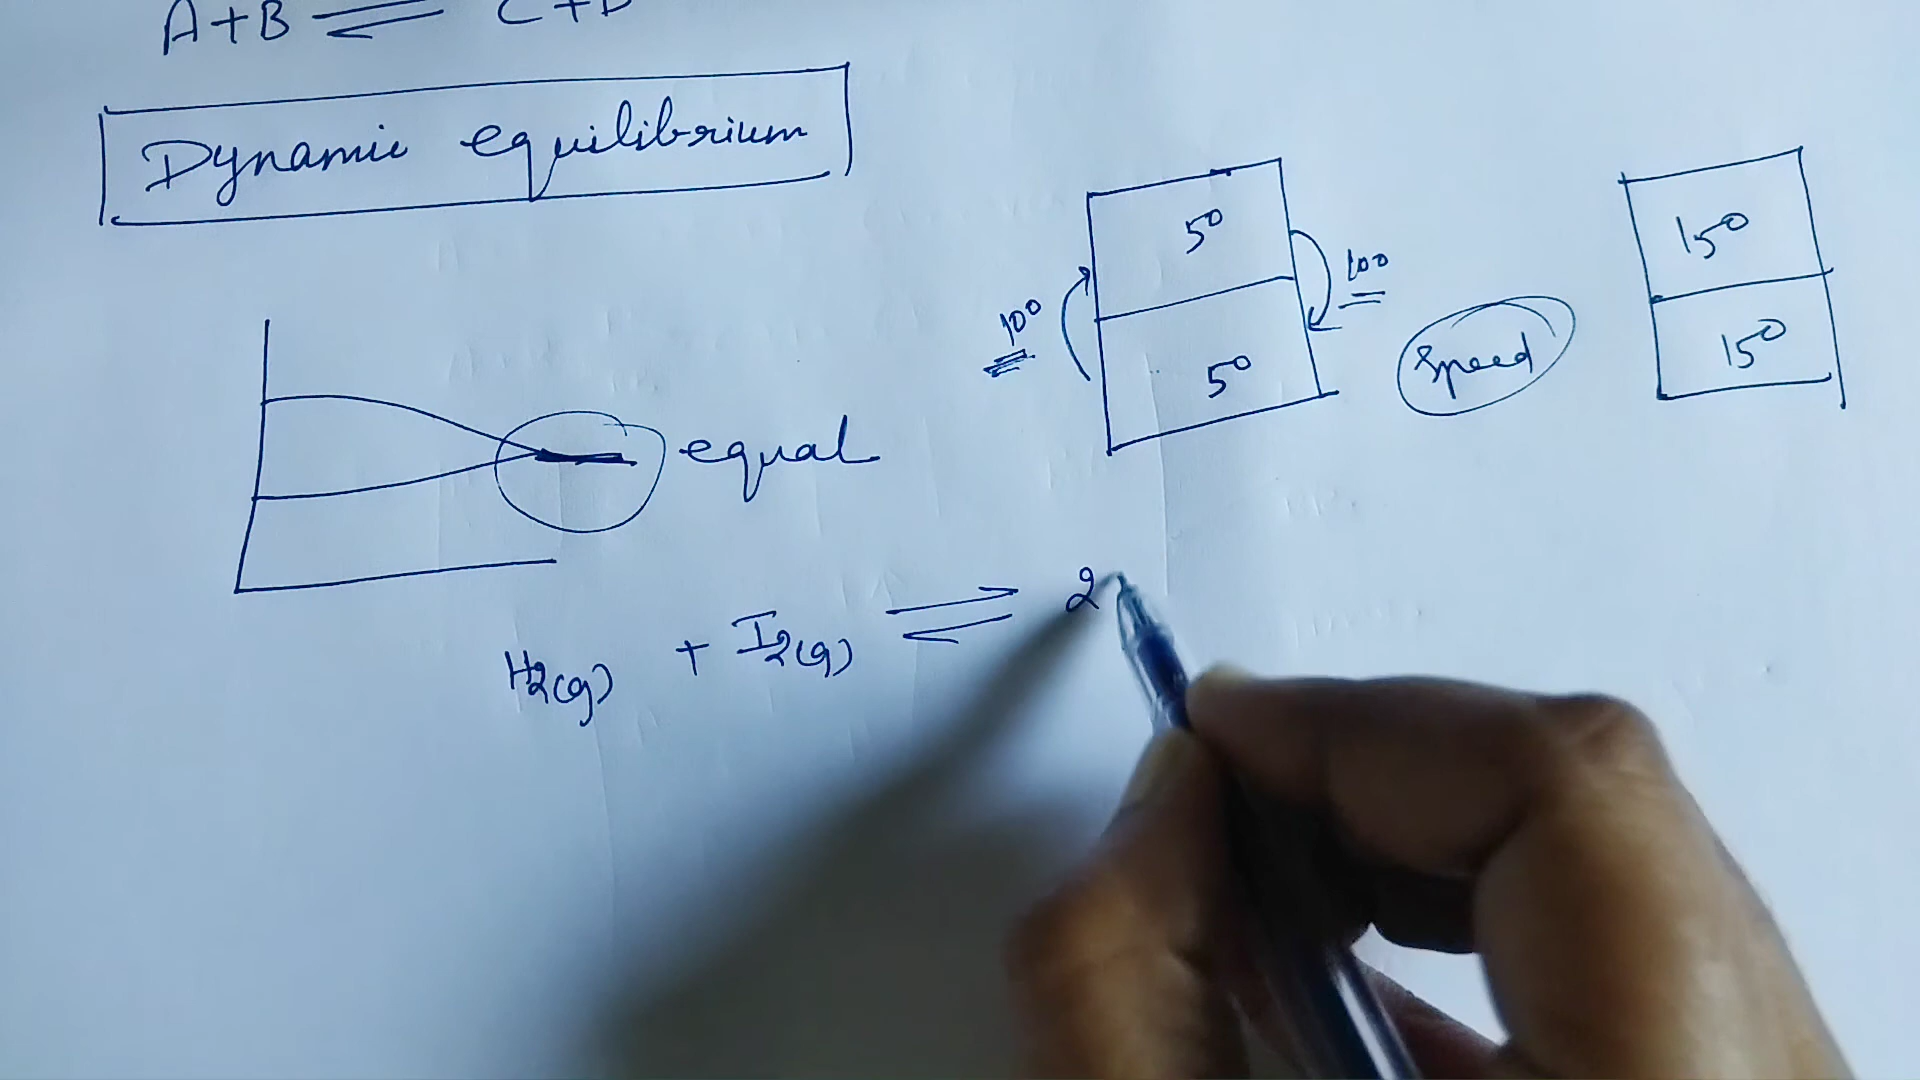 A+B ⇌ C+D
Dynamic equilibrium
50
100
100
50
Speed
150
150
equal
H2(g) + I2(g) ⇌ 2